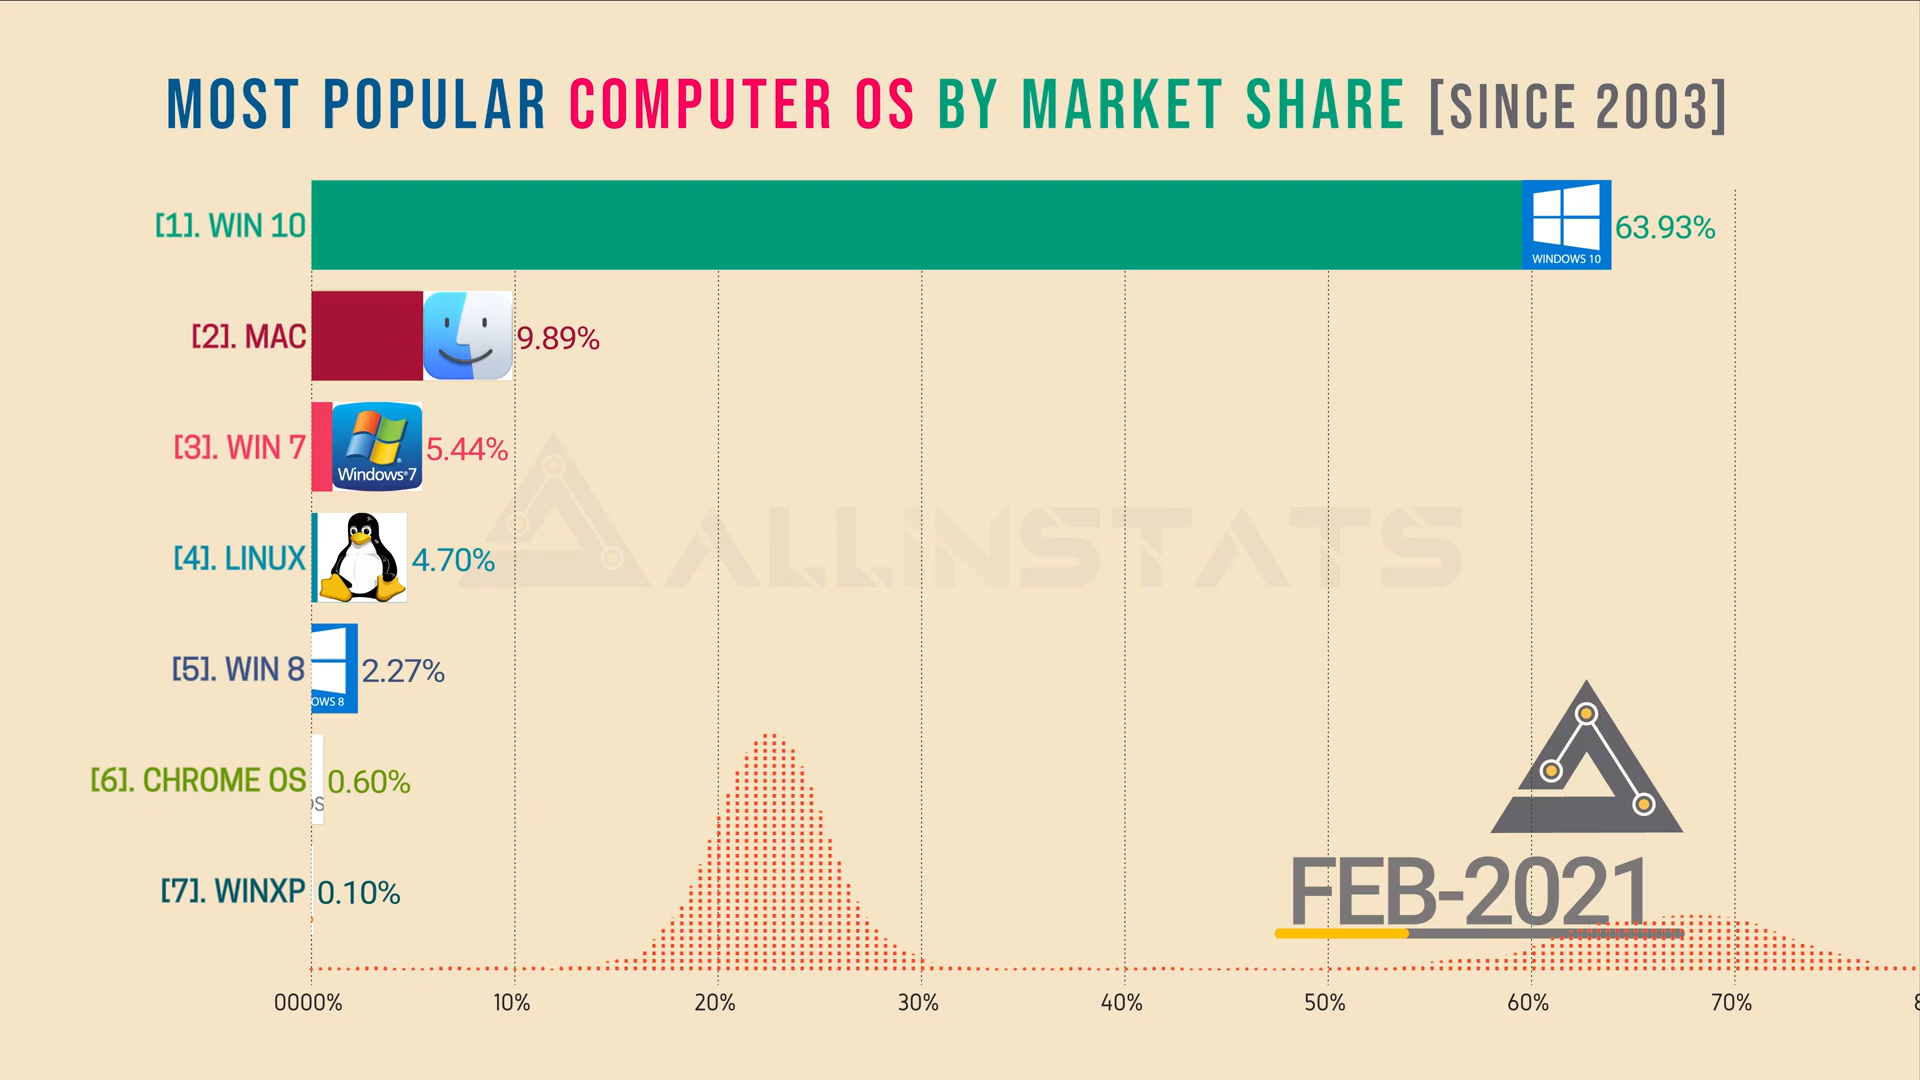 MOST POPULAR COMPUTER OS BY MARKET SHARE [SINCE 2003]
[1]. WIN 10
WINDOWS 10
63.93%
[2]. MAC
9.89%
[3]. WIN 7
Windows®7
5.44%
[4]. LINUX
4.70%
ALLINSTATS
[5]. WIN 8
OWS 8
2.27%
[6]. CHROME OS
OS
0.60%
[7]. WINXP
0.10%
FEB-2021
0000% 10% 20% 30% 40% 50% 60% 70% 8